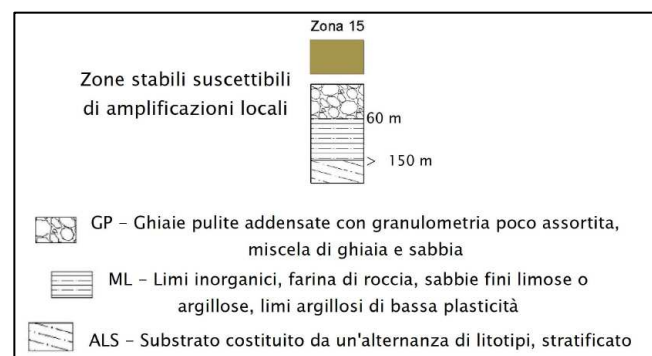 Zona 15
Zone stabili suscettibili
di amplificazioni locali
60 m
> 150 m
GP – Ghiaie pulite addensate con granulometria poco assortita,
miscela di ghiaia e sabbia
ML – Limi inorganici, farina di roccia, sabbie fini limose o
argillose, limi argillosi di bassa plasticità
ALS – Substrato costituito da un'alternanza di litotipi, stratificato